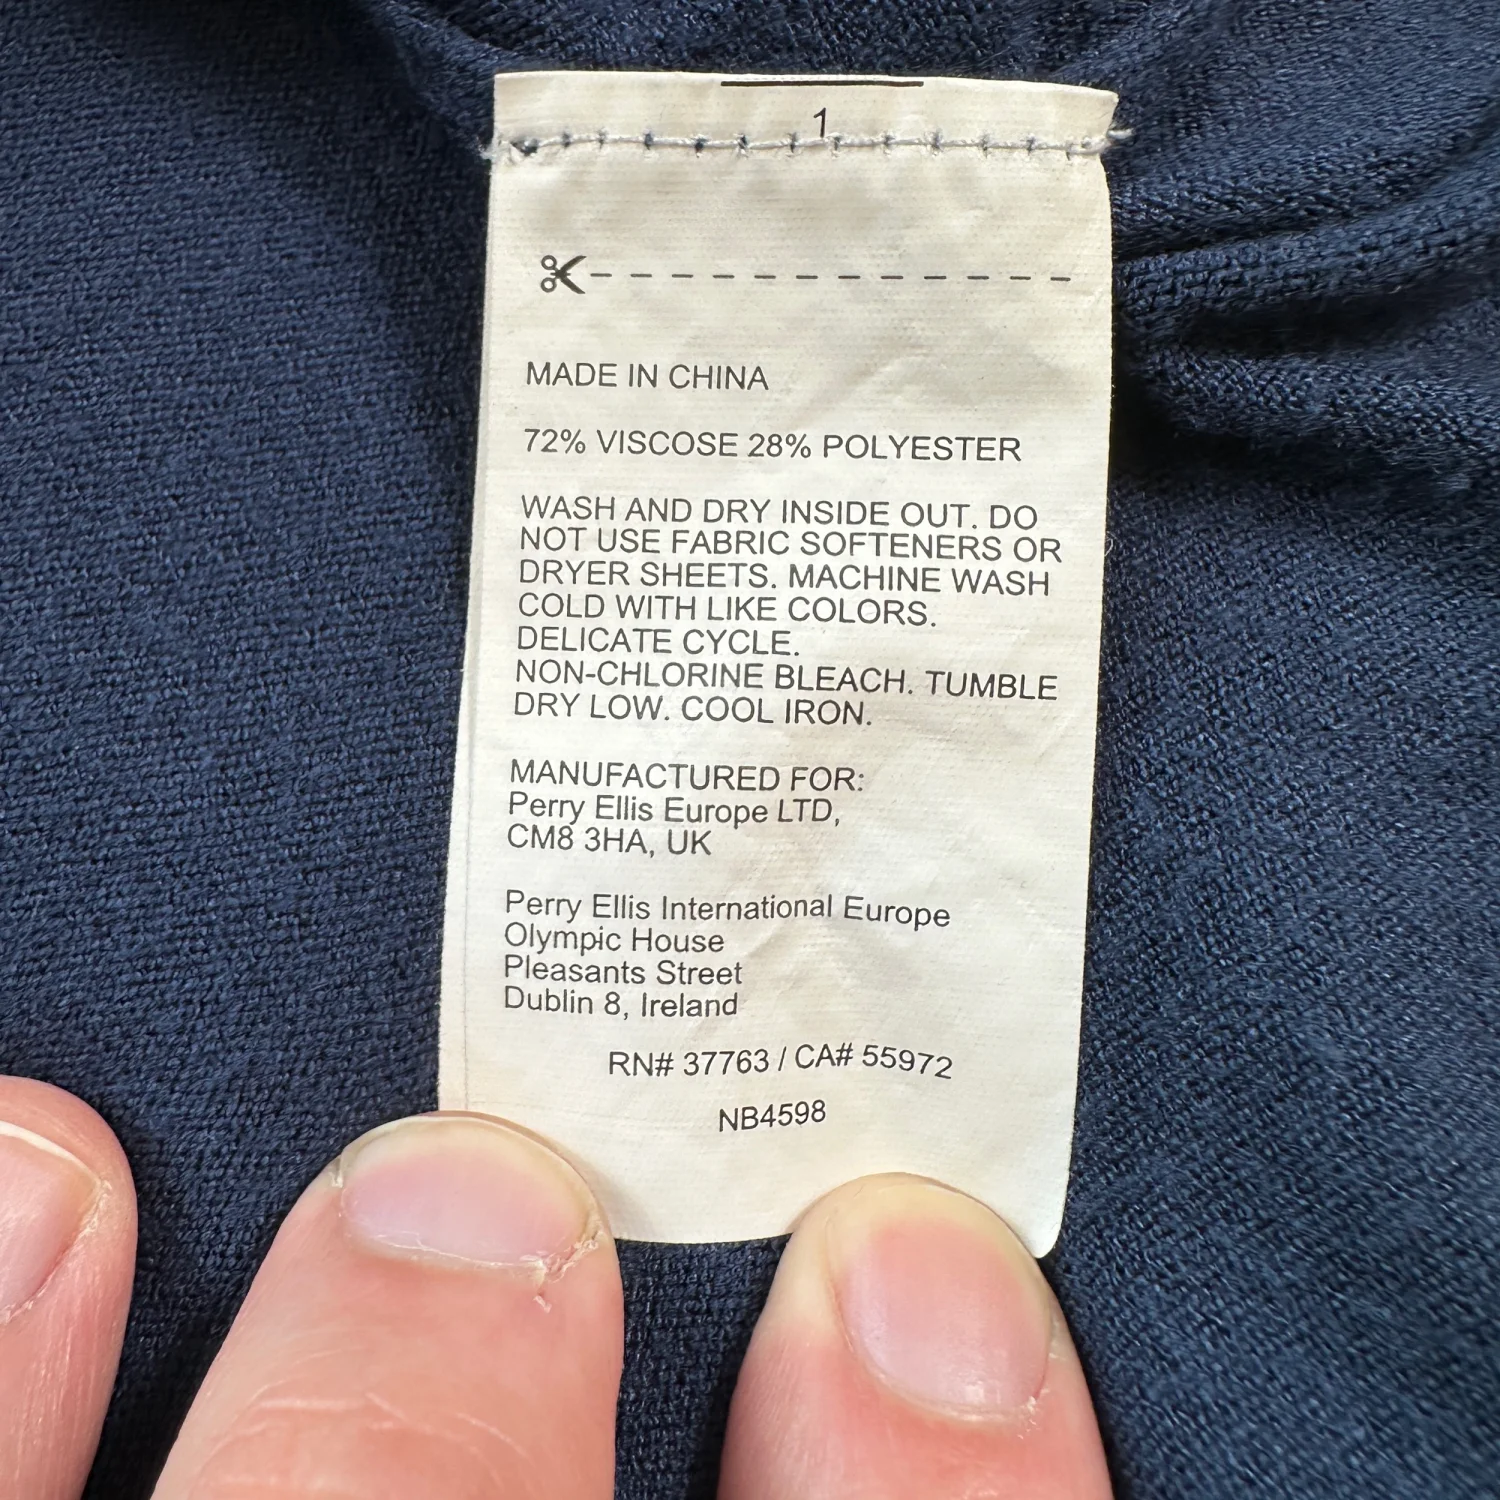 1
MADE IN CHINA
72% VISCOSE 28% POLYESTER
WASH AND DRY INSIDE OUT. DO
NOT USE FABRIC SOFTENERS OR
DRYER SHEETS. MACHINE WASH
COLD WITH LIKE COLORS.
DELICATE CYCLE.
NON-CHLORINE BLEACH. TUMBLE
DRY LOW. COOL IRON.
MANUFACTURED FOR:
Perry Ellis Europe LTD,
CM8 3HA, UK
Perry Ellis International Europe
Olympic House
Pleasants Street
Dublin 8, Ireland
RN# 37763 / CA# 55972
NB4598